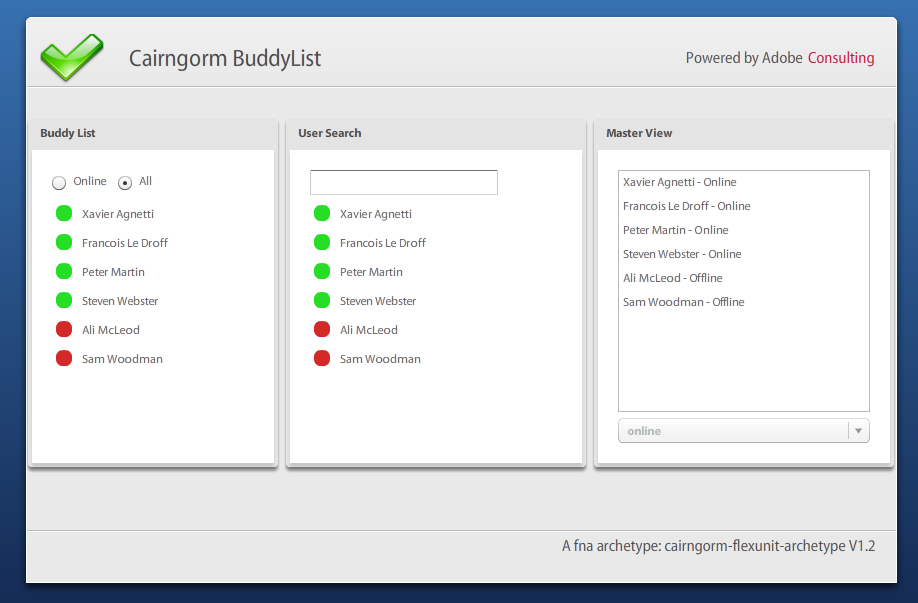 Cairngorm BuddyList
Powered by Adobe Consulting
Buddy List
Online
All
Xavier Agnetti
Francois Le Droff
Peter Martin
Steven Webster
Ali McLeod
Sam Woodman
User Search
Xavier Agnetti
Francois Le Droff
Peter Martin
Steven Webster
Ali McLeod
Sam Woodman
Master View
Xavier Agnetti - Online
Francois Le Droff - Online
Peter Martin - Online
Steven Webster - Online
Ali McLeod - Offline
Sam Woodman - Offline
online
A fna archetype: cairngorm-flexunit-archetype V1.2